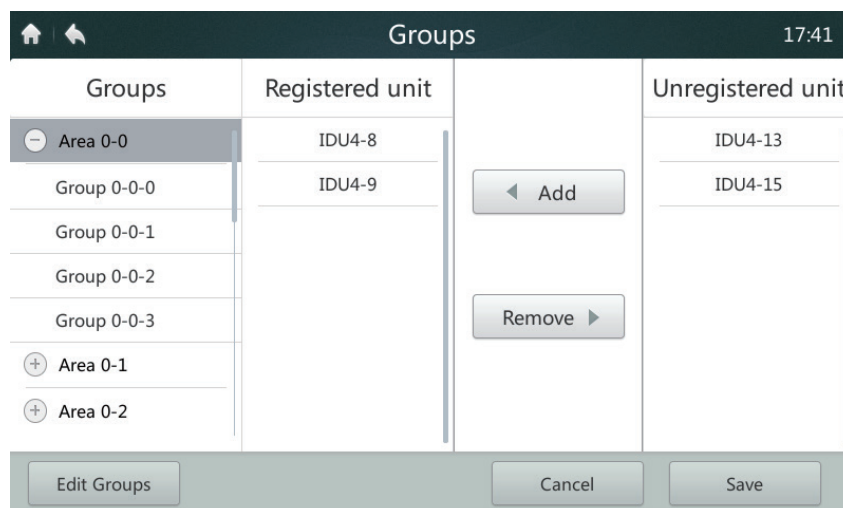 Groups
17:41
Groups
Registered unit
Unregistered unit
Area 0-0
IDU4-8
IDU4-13
Group 0-0-0
IDU4-9
Add
IDU4-15
Group 0-0-1
Group 0-0-2
Group 0-0-3
Remove
Area 0-1
Area 0-2
Edit Groups
Cancel
Save